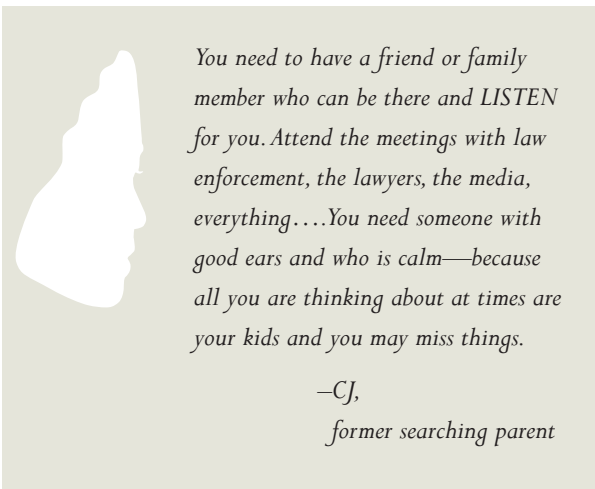 You need to have a friend or family
member who can be there and LISTEN
for you. Attend the meetings with law
enforcement, the lawyers, the media,
everything....You need someone with
good ears and who is calm—because
all you are thinking about at times are
your kids and you may miss things.
—CJ,
former searching parent